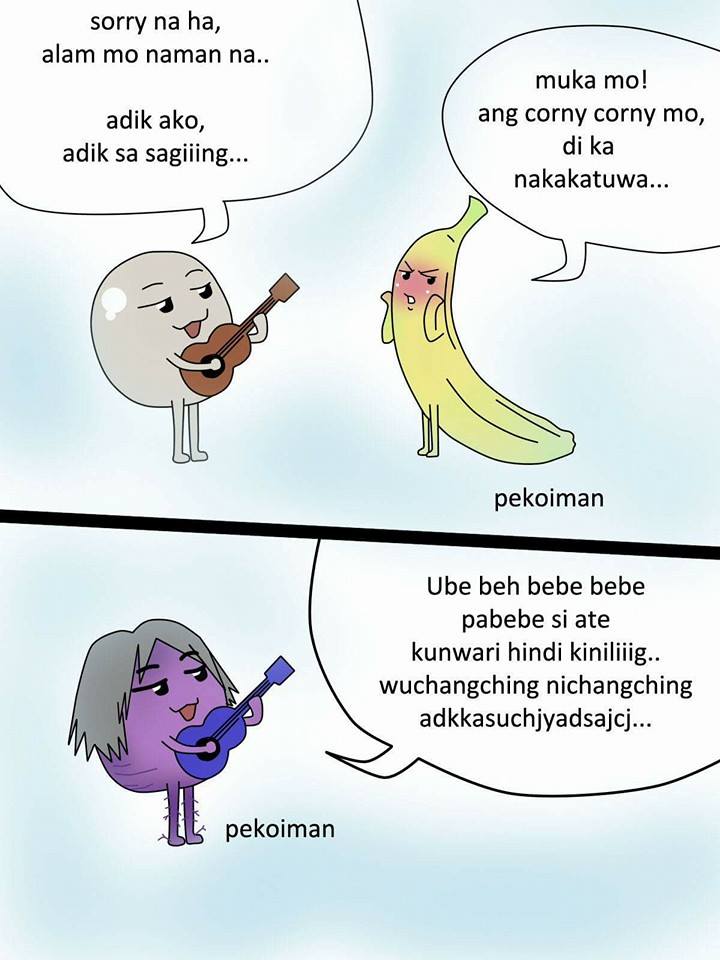 sorry na ha,
alam mo naman na..
adik ako,
adik sa sagiiing...
muka mo!
ang corny corny mo,
di ka
nakakatuwa...
pekoiman
Ube beh bebe bebe
pabebe si ate
kunwari hindi kiniliiig..
wuchangching nichangching
adkkasuchjyadsajcj...
pekoiman